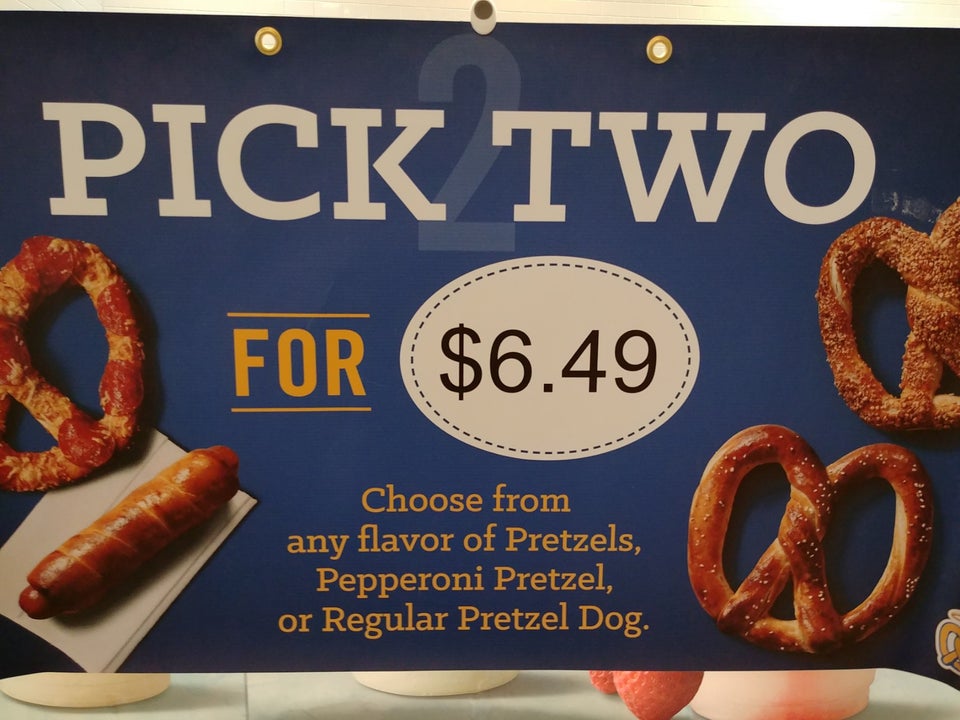 2
PICK TWO
FOR $6.49
Choose from
any flavor of Pretzels,
Pepperoni Pretzel,
or Regular Pretzel Dog.